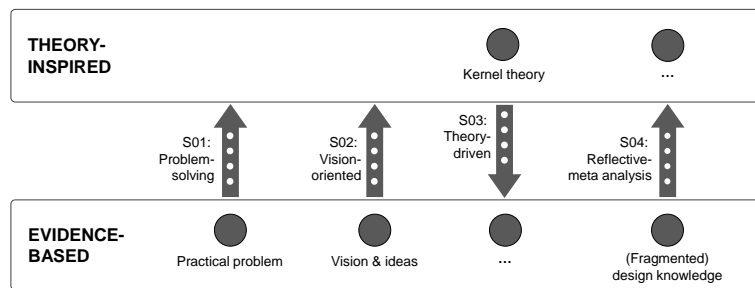 THEORY-
INSPIRED
Kernel theory
...
S01:
Problem-
solving
S02:
Vision-
oriented
S03:
Theory-
driven
S04:
Reflective-
meta analysis
EVIDENCE-
BASED
Practical problem
Vision & ideas
...
(Fragmented)
design knowledge